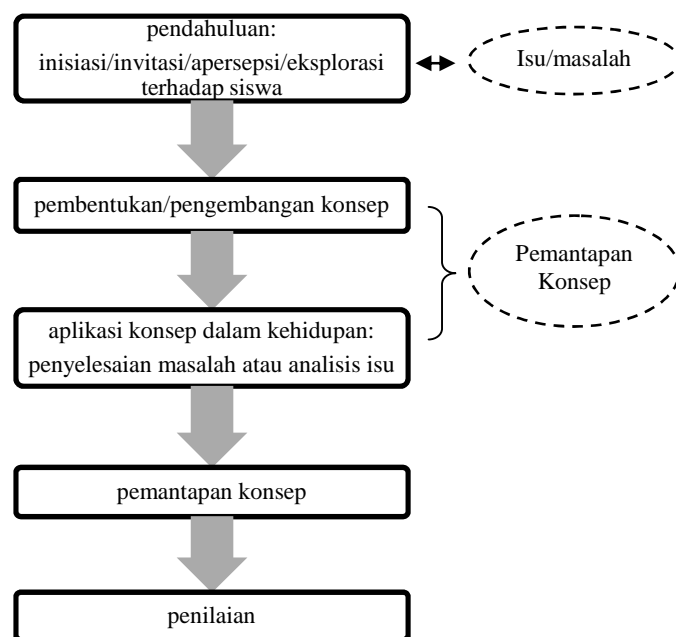 pendahuluan:
inisiasi/invitasi/apersepsi/eksplorasi
terhadap siswa
Isu/masalah
pembentukan/pengembangan konsep
Pemantapan
Konsep
aplikasi konsep dalam kehidupan:
penyelesaian masalah atau analisis isu
pemantapan konsep
penilaian